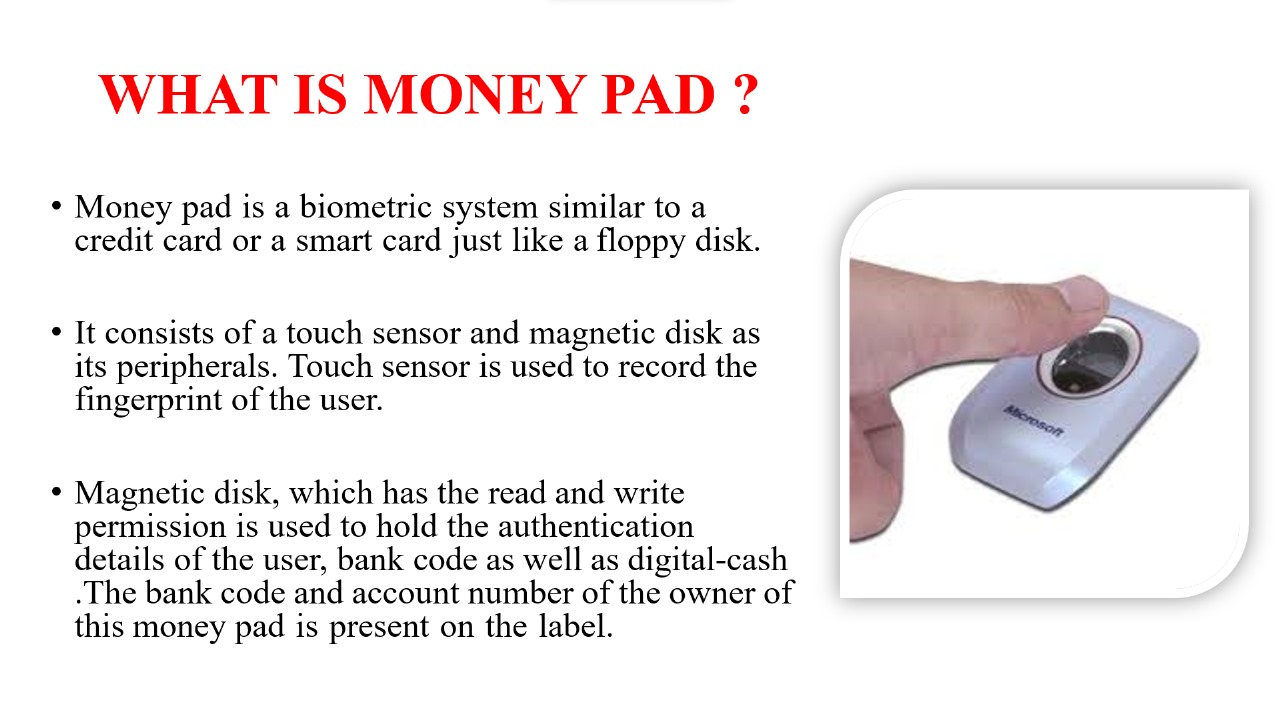 WHAT IS MONEY PAD ?
• Money pad is a biometric system similar to a
credit card or a smart card just like a floppy disk.
• It consists of a touch sensor and magnetic disk as
its peripherals. Touch sensor is used to record the
fingerprint of the user.
• Magnetic disk, which has the read and write
permission is used to hold the authentication
details of the user, bank code as well as digital-cash
.The bank code and account number of the owner of
this money pad is present on the label.
Microsoft